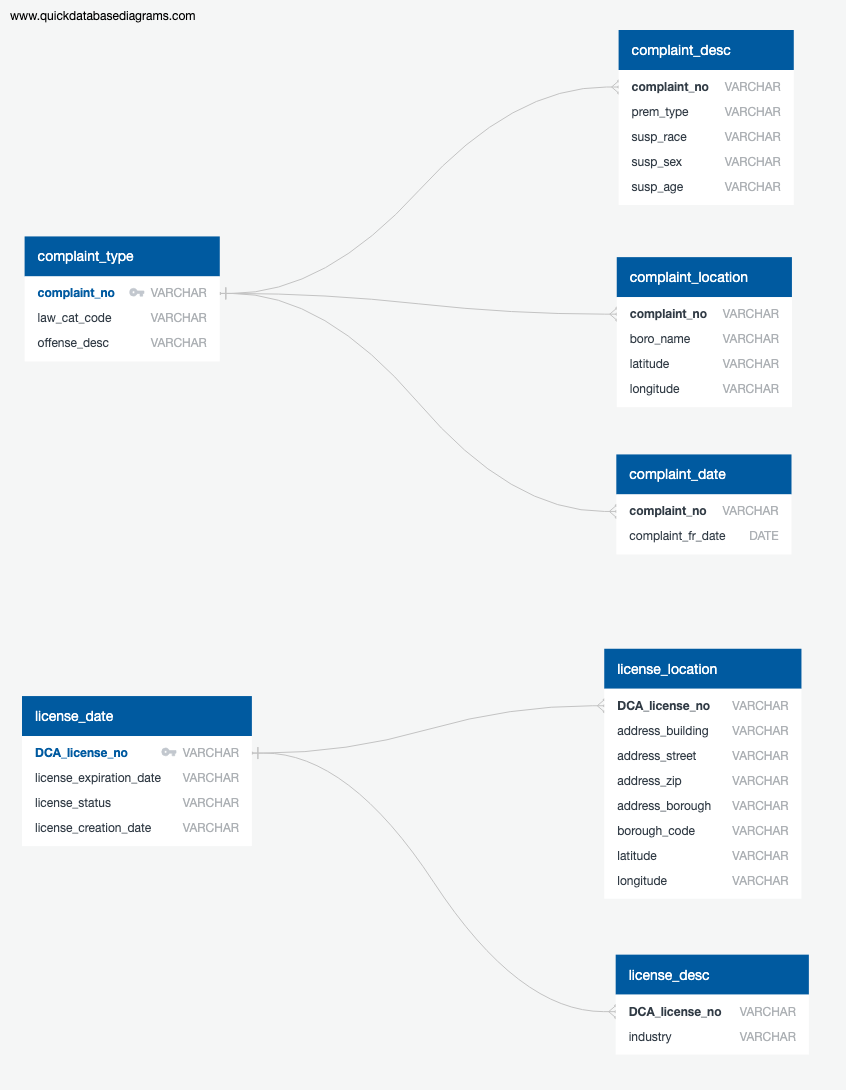 www.quickdatabasediagrams.com
complaint_desc
complaint_no VARCHAR
prem_type VARCHAR
susp_race VARCHAR
susp_sex VARCHAR
susp_age VARCHAR
complaint_type
complaint_no VARCHAR
law_cat_code VARCHAR
offense_desc VARCHAR
complaint_location
complaint_no VARCHAR
boro_name VARCHAR
latitude VARCHAR
longitude VARCHAR
complaint_date
complaint_no VARCHAR
complaint_fr_date DATE
license_location
DCA_license_no VARCHAR
address_building VARCHAR
address_street VARCHAR
address_zip VARCHAR
address_borough VARCHAR
borough_code VARCHAR
latitude VARCHAR
longitude VARCHAR
license_date
DCA_license_no VARCHAR
license_expiration_date VARCHAR
license_status VARCHAR
license_creation_date VARCHAR
license_desc
DCA_license_no VARCHAR
industry VARCHAR